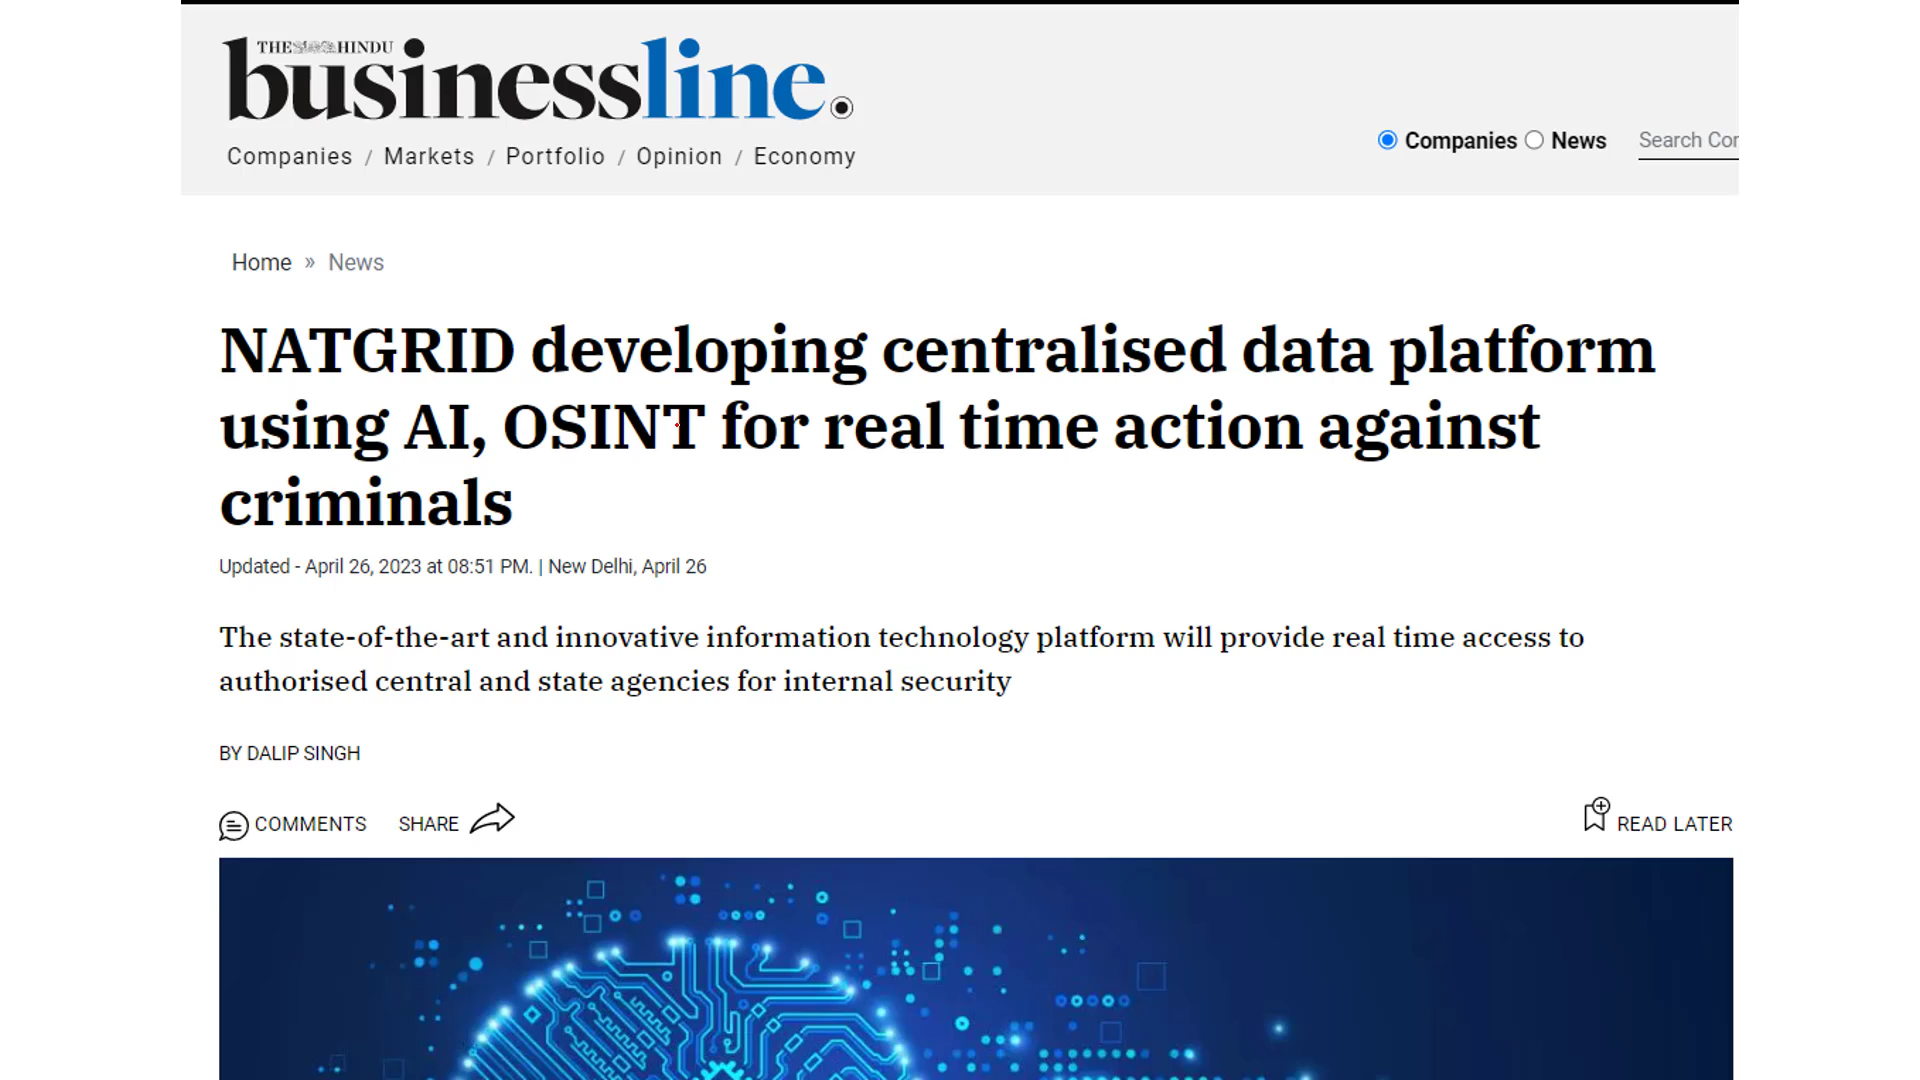 THE HINDU
businessline.
Companies / Markets / Portfolio / Opinion / Economy
Companies News Search Cor
Home » News
NATGRID developing centralised data platform
using AI, OSINT for real time action against
criminals
Updated - April 26, 2023 at 08:51 PM. | New Delhi, April 26
The state-of-the-art and innovative information technology platform will provide real time access to
authorised central and state agencies for internal security
BY DALIP SINGH
COMMENTS SHARE READ LATER